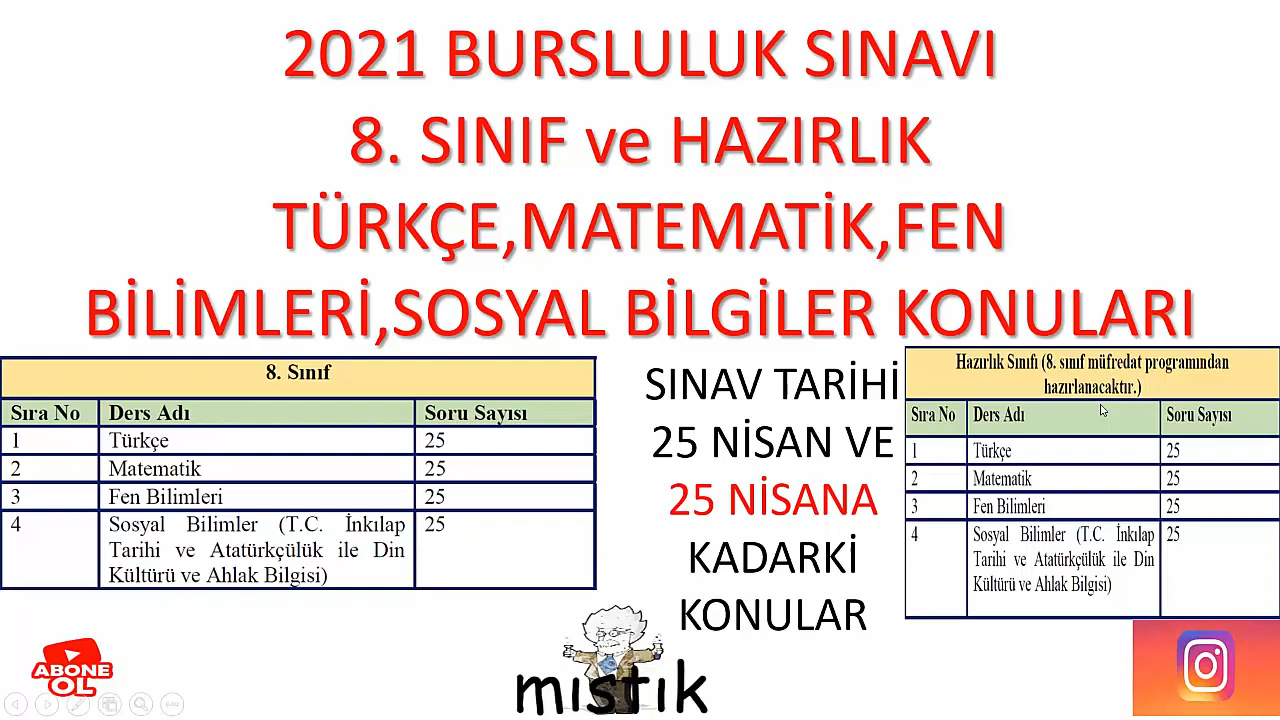 2021 BURSLULUK SINAVI
8. SINIF ve HAZIRLIK
TÜRKÇE,MATEMATİK,FEN
BİLİMLERİ,SOSYAL BİLGİLER KONULARI
8. Sınıf
Sıra No Ders Adı Soru Sayısı
1 Türkçe 25
2 Matematik 25
3 Fen Bilimleri 25
4 Sosyal Bilimler (T.C. İnkılap 25
Tarihi ve Atatürkçülük ile Din
Kültürü ve Ahlak Bilgisi)
SINAV TARİHİ
25 NİSAN VE
25 NİSANA
KADARKİ
KONULAR
Hazırlık Sınıfı (8. sınıf müfredat programından
hazırlanacaktır.)
Sıra No Ders Adı Soru Sayısı
1 Türkçe 25
2 Matematik 25
3 Fen Bilimleri 25
4 Sosyal Bilimler (T.C. İnkılap 25
Tarihi ve Atatürkçülük ile Din
Kültürü ve Ahlak Bilgisi)
ABONE
OL
mıstık